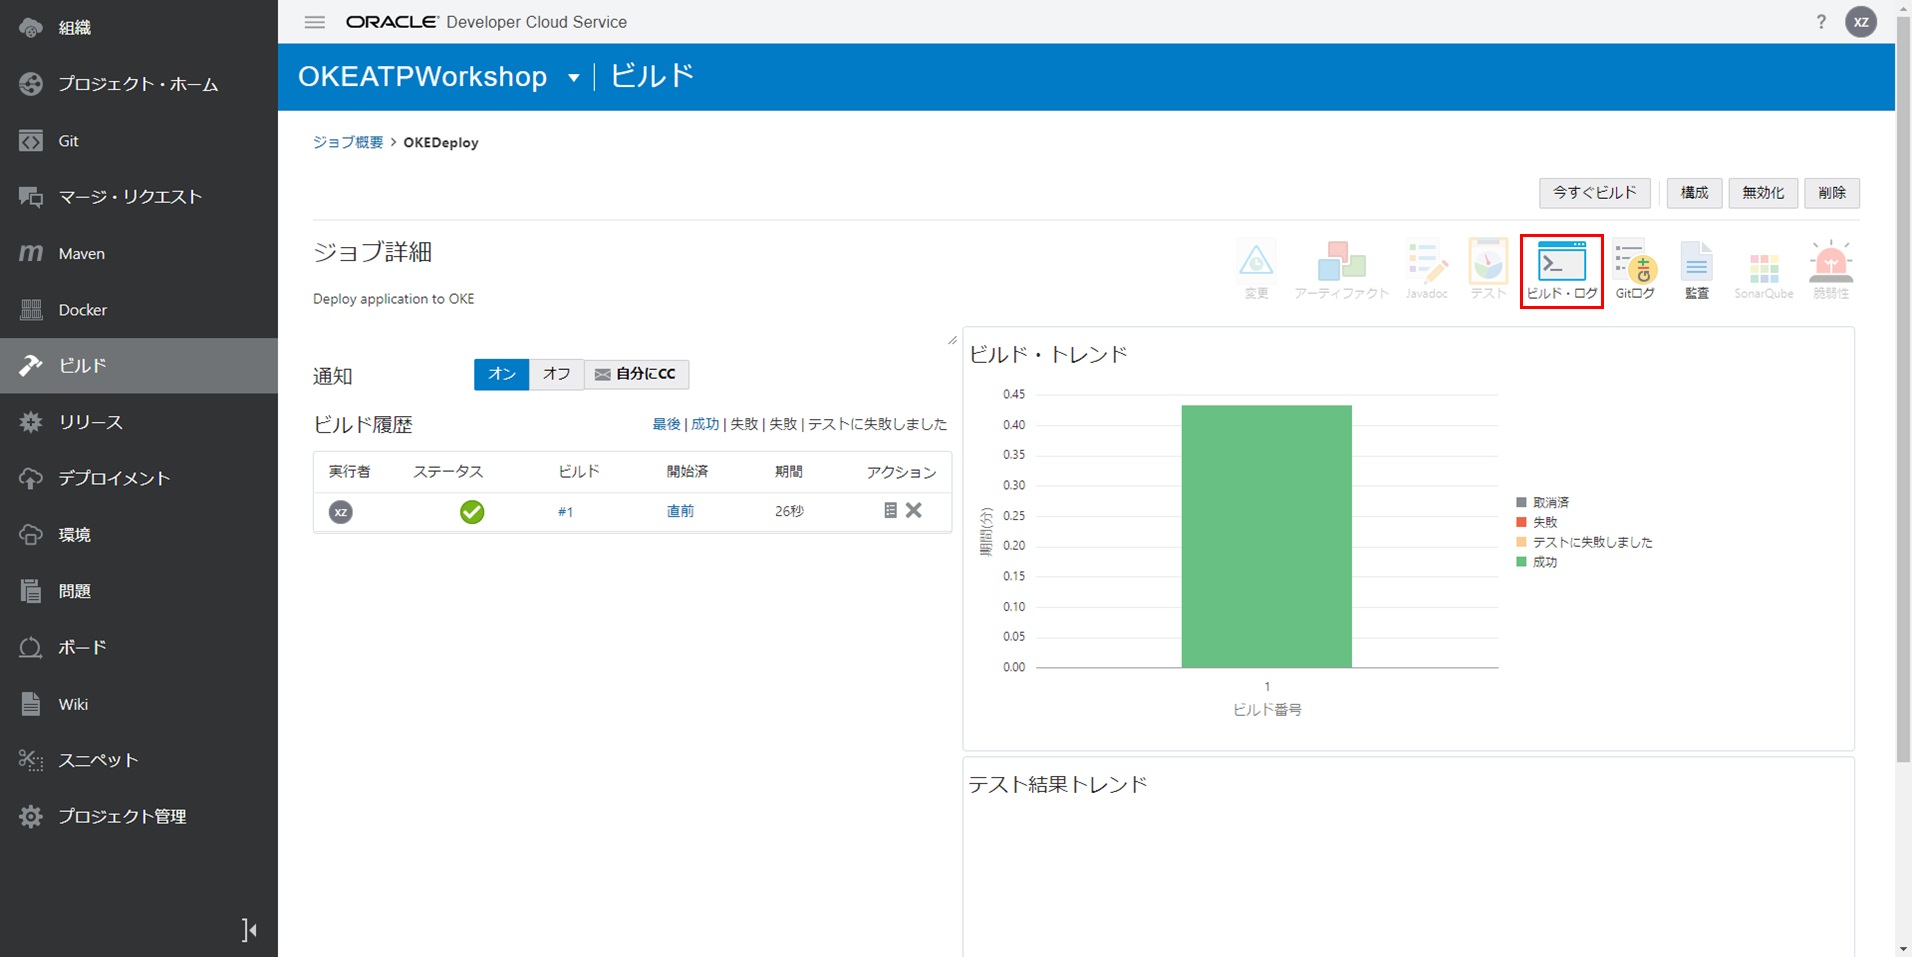 組織
プロジェクト・ホーム
Git
マージ・リクエスト
Maven
Docker
ビルド
リリース
デプロイメント
環境
問題
ボード
Wiki
スニペット
プロジェクト管理
ORACLE Developer Cloud Service
? XZ
OKEATPWorkshop ビルド
ジョブ概要 > OKEDeploy
今すぐビルド 構成 無効化 削除
ジョブ詳細
Deploy application to OKE
変更 アーティファクト Javadoc テスト ビルド・ログ Gitログ 監査 SonarQube 脆弱性
通知 オン オフ 自分にCC
ビルド履歴 最後 | 成功 | 失敗 | 失敗 | テストに失敗しました
実行者 ステータス ビルド 開始済 期間 アクション
XZ #1 直前 26秒
ビルド・トレンド
0.45
0.40
0.35
0.30
0.25
0.20
0.15
0.10
0.05
0.00
期間(分)
1
ビルド番号
取消済
失敗
テストに失敗しました
成功
テスト結果トレンド